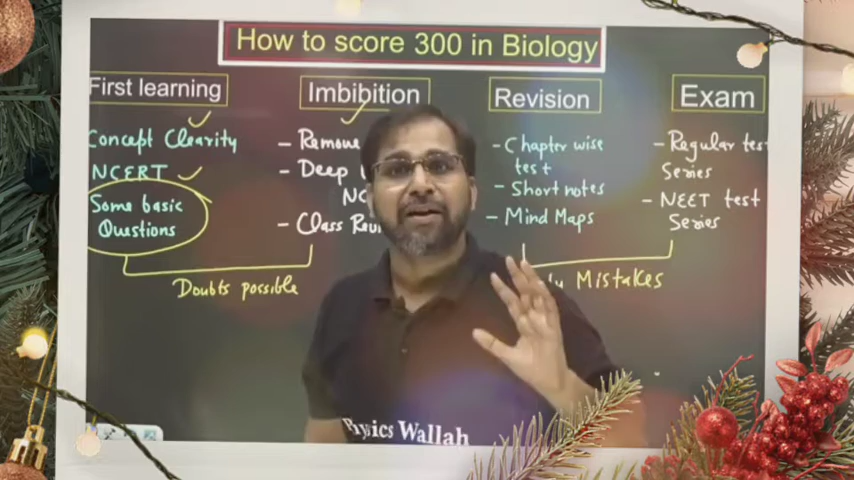 How to score 300 in Biology
First learning
Concept Clearity
NCERT
Some basic
Questions
Imbibition
- Remove
- Deep
- Class
Doubts possible
Revision
- Chapter wise
test
- Short notes
- Mind Maps
Exam
- Regular test
Series
- NEET test
Series
Mistakes
Physics Wallah